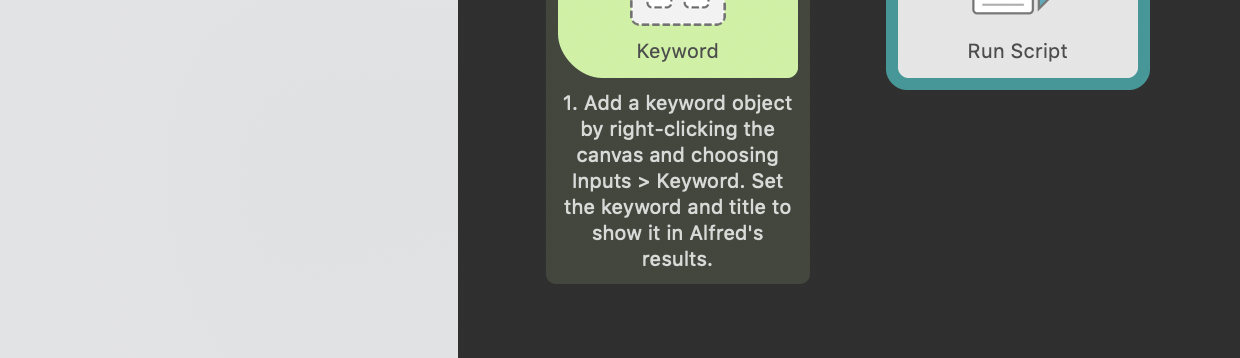 Keyword
Run Script
1. Add a keyword object
by right-clicking the
canvas and choosing
Inputs > Keyword. Set
the keyword and title to
show it in Alfred's
results.